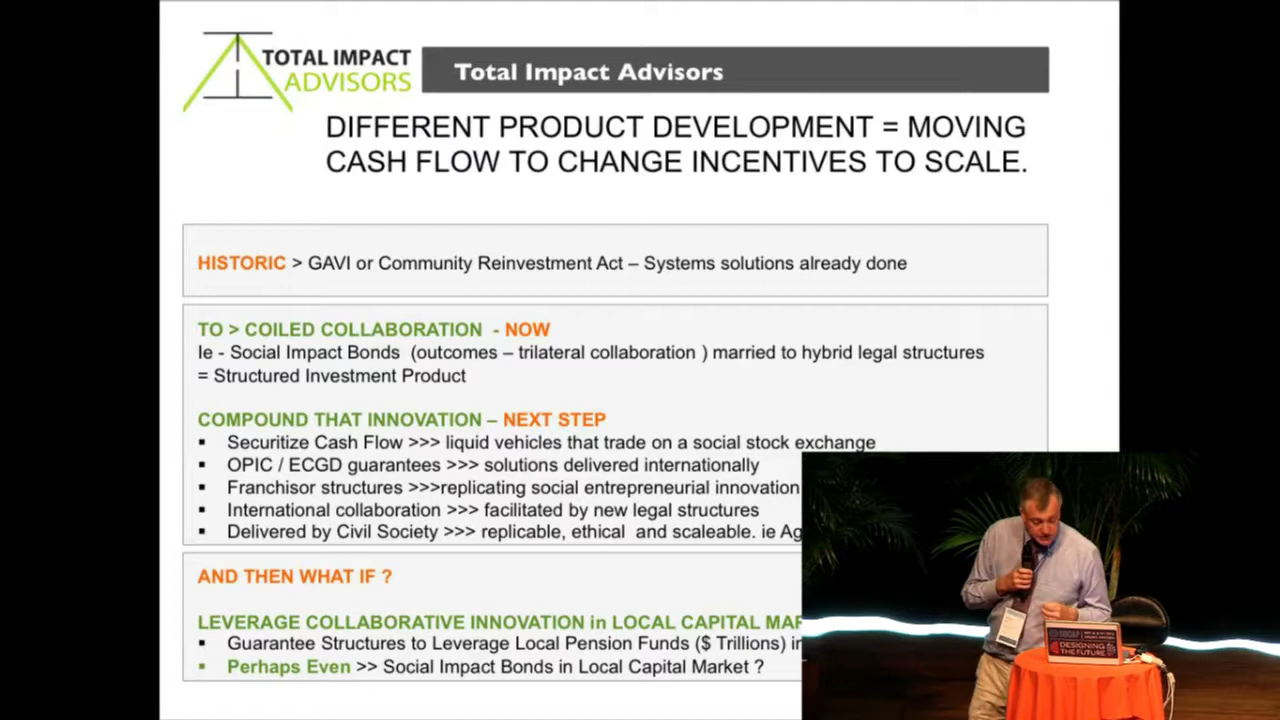 TOTAL IMPACT
ADVISORS
Total Impact Advisors
DIFFERENT PRODUCT DEVELOPMENT = MOVING
CASH FLOW TO CHANGE INCENTIVES TO SCALE.
HISTORIC > GAVI or Community Reinvestment Act – Systems solutions already done
TO > COILED COLLABORATION - NOW
Ie - Social Impact Bonds (outcomes – trilateral collaboration ) married to hybrid legal structures
= Structured Investment Product
COMPOUND THAT INNOVATION – NEXT STEP
▪ Securitize Cash Flow >>> liquid vehicles that trade on a social stock exchange
▪ OPIC / ECGD guarantees >>> solutions delivered internationally
▪ Franchisor structures >>>replicating social entrepreneurial innovation
▪ International collaboration >>> facilitated by new legal structures
▪ Delivered by Civil Society >>> replicable, ethical and scaleable. ie Ag
AND THEN WHAT IF ?
LEVERAGE COLLABORATIVE INNOVATION in LOCAL CAPITAL MAR
▪ Guarantee Structures to Leverage Local Pension Funds ($ Trillions) in
▪ Perhaps Even >> Social Impact Bonds in Local Capital Market ?
DESIGNING
THE FUTURE